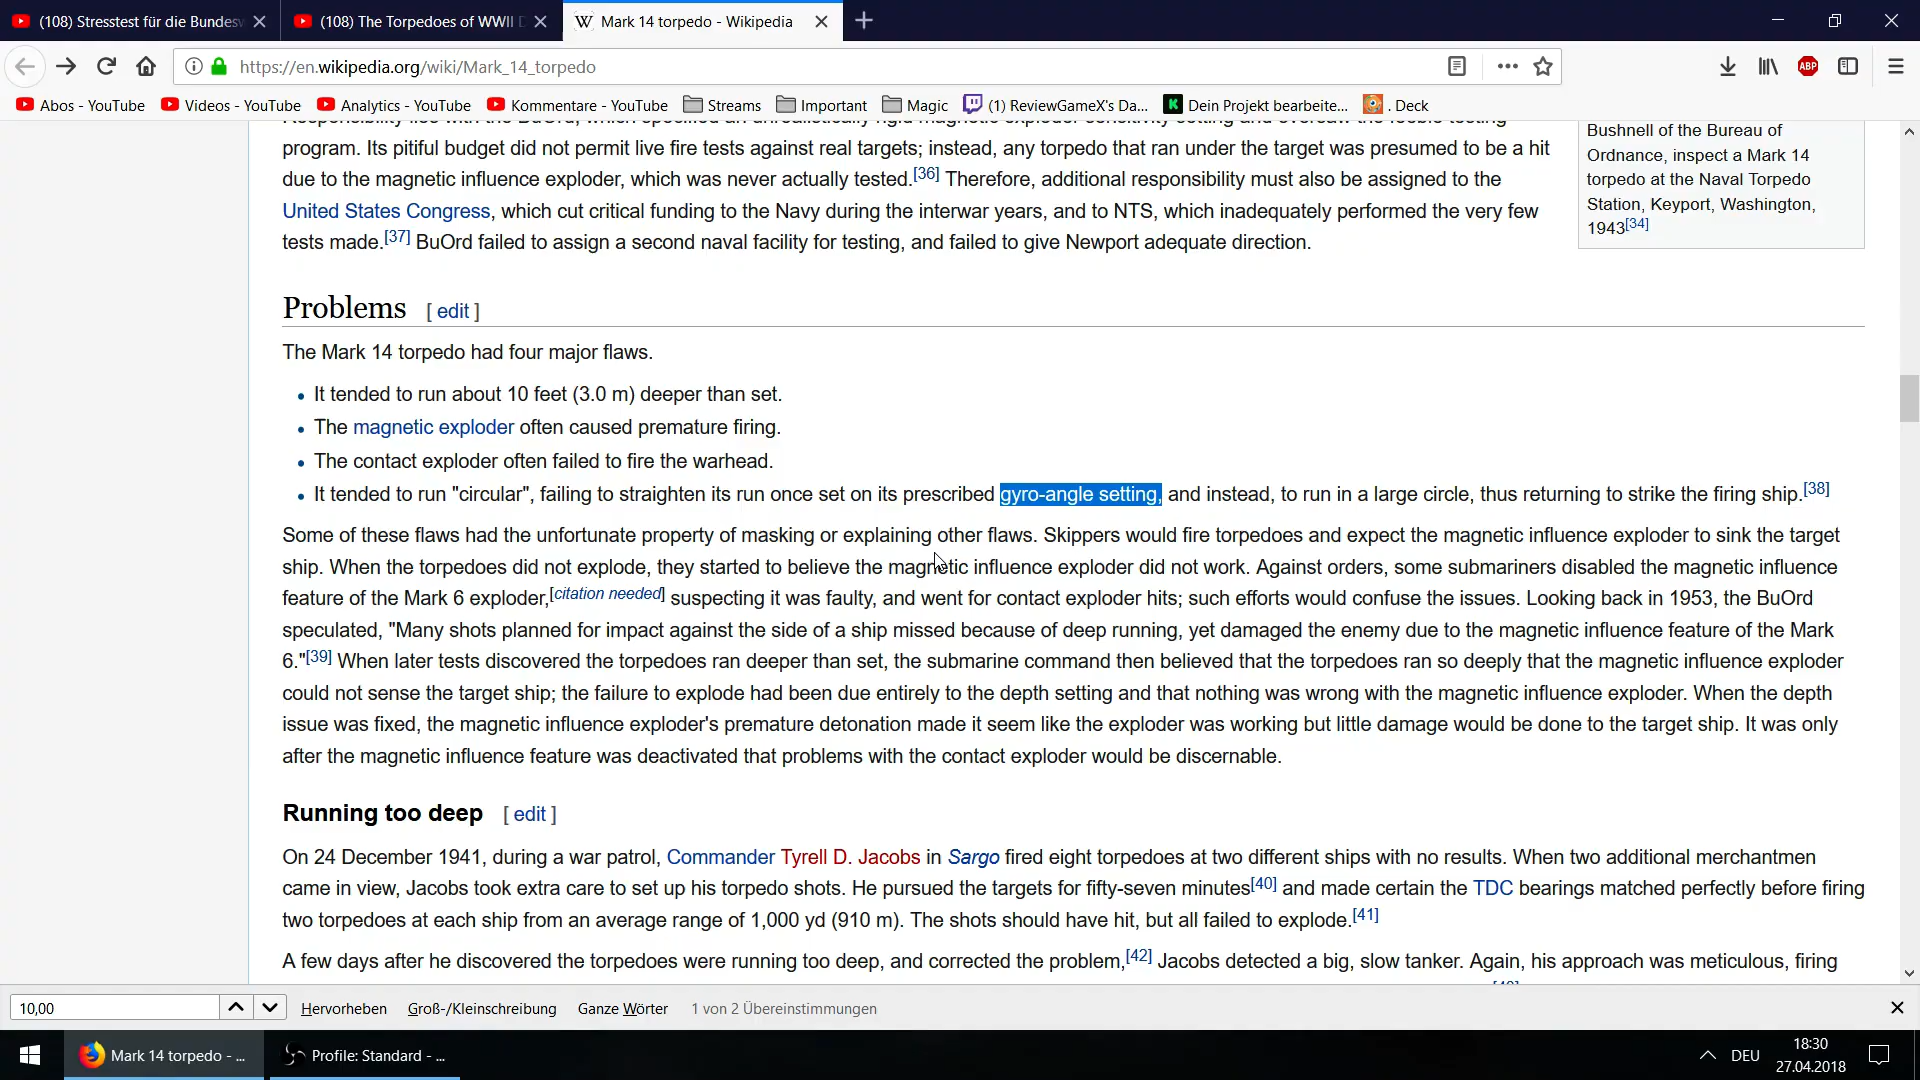 (108) Stresstest für die Bundesw
(108) The Torpedoes of WWII D
W Mark 14 torpedo - Wikipedia
https://en.wikipedia.org/wiki/Mark_14_torpedo
ABP
Abos - YouTube Videos - YouTube Analytics - YouTube Kommentare - YouTube Streams Important Magic (1) ReviewGameX's Da... Dein Projekt bearbeite... . Deck
Responsibility lies with the BuOrd, which specified an unrealistically rigid magnetic exploder sensitivity setting and oversaw the feeble testing
program. Its pitiful budget did not permit live fire tests against real targets; instead, any torpedo that ran under the target was presumed to be a hit
due to the magnetic influence exploder, which was never actually tested.[36] Therefore, additional responsibility must also be assigned to the
United States Congress, which cut critical funding to the Navy during the interwar years, and to NTS, which inadequately performed the very few
tests made.[37] BuOrd failed to assign a second naval facility for testing, and failed to give Newport adequate direction.
Bushnell of the Bureau of
Ordnance, inspect a Mark 14
torpedo at the Naval Torpedo
Station, Keyport, Washington,
1943[34]
Problems [ edit ]
The Mark 14 torpedo had four major flaws.
• It tended to run about 10 feet (3.0 m) deeper than set.
• The magnetic exploder often caused premature firing.
• The contact exploder often failed to fire the warhead.
• It tended to run "circular", failing to straighten its run once set on its prescribed gyro-angle setting, and instead, to run in a large circle, thus returning to strike the firing ship.[38]
Some of these flaws had the unfortunate property of masking or explaining other flaws. Skippers would fire torpedoes and expect the magnetic influence exploder to sink the target
ship. When the torpedoes did not explode, they started to believe the magnetic influence exploder did not work. Against orders, some submariners disabled the magnetic influence
feature of the Mark 6 exploder,[citation needed] suspecting it was faulty, and went for contact exploder hits; such efforts would confuse the issues. Looking back in 1953, the BuOrd
speculated, "Many shots planned for impact against the side of a ship missed because of deep running, yet damaged the enemy due to the magnetic influence feature of the Mark
6."[39] When later tests discovered the torpedoes ran deeper than set, the submarine command then believed that the torpedoes ran so deeply that the magnetic influence exploder
could not sense the target ship; the failure to explode had been due entirely to the depth setting and that nothing was wrong with the magnetic influence exploder. When the depth
issue was fixed, the magnetic influence exploder's premature detonation made it seem like the exploder was working but little damage would be done to the target ship. It was only
after the magnetic influence feature was deactivated that problems with the contact exploder would be discernable.
Running too deep [ edit ]
On 24 December 1941, during a war patrol, Commander Tyrell D. Jacobs in Sargo fired eight torpedoes at two different ships with no results. When two additional merchantmen
came in view, Jacobs took extra care to set up his torpedo shots. He pursued the targets for fifty-seven minutes[40] and made certain the TDC bearings matched perfectly before firing
two torpedoes at each ship from an average range of 1,000 yd (910 m). The shots should have hit, but all failed to explode.[41]
A few days after he discovered the torpedoes were running too deep, and corrected the problem,[42] Jacobs detected a big, slow tanker. Again, his approach was meticulous, firing
10,00 Hervorheben Groß-/Kleinschreibung Ganze Wörter 1 von 2 Übereinstimmungen
Mark 14 torpedo - ... Profile: Standard - ... DEU 18:30
27.04.2018